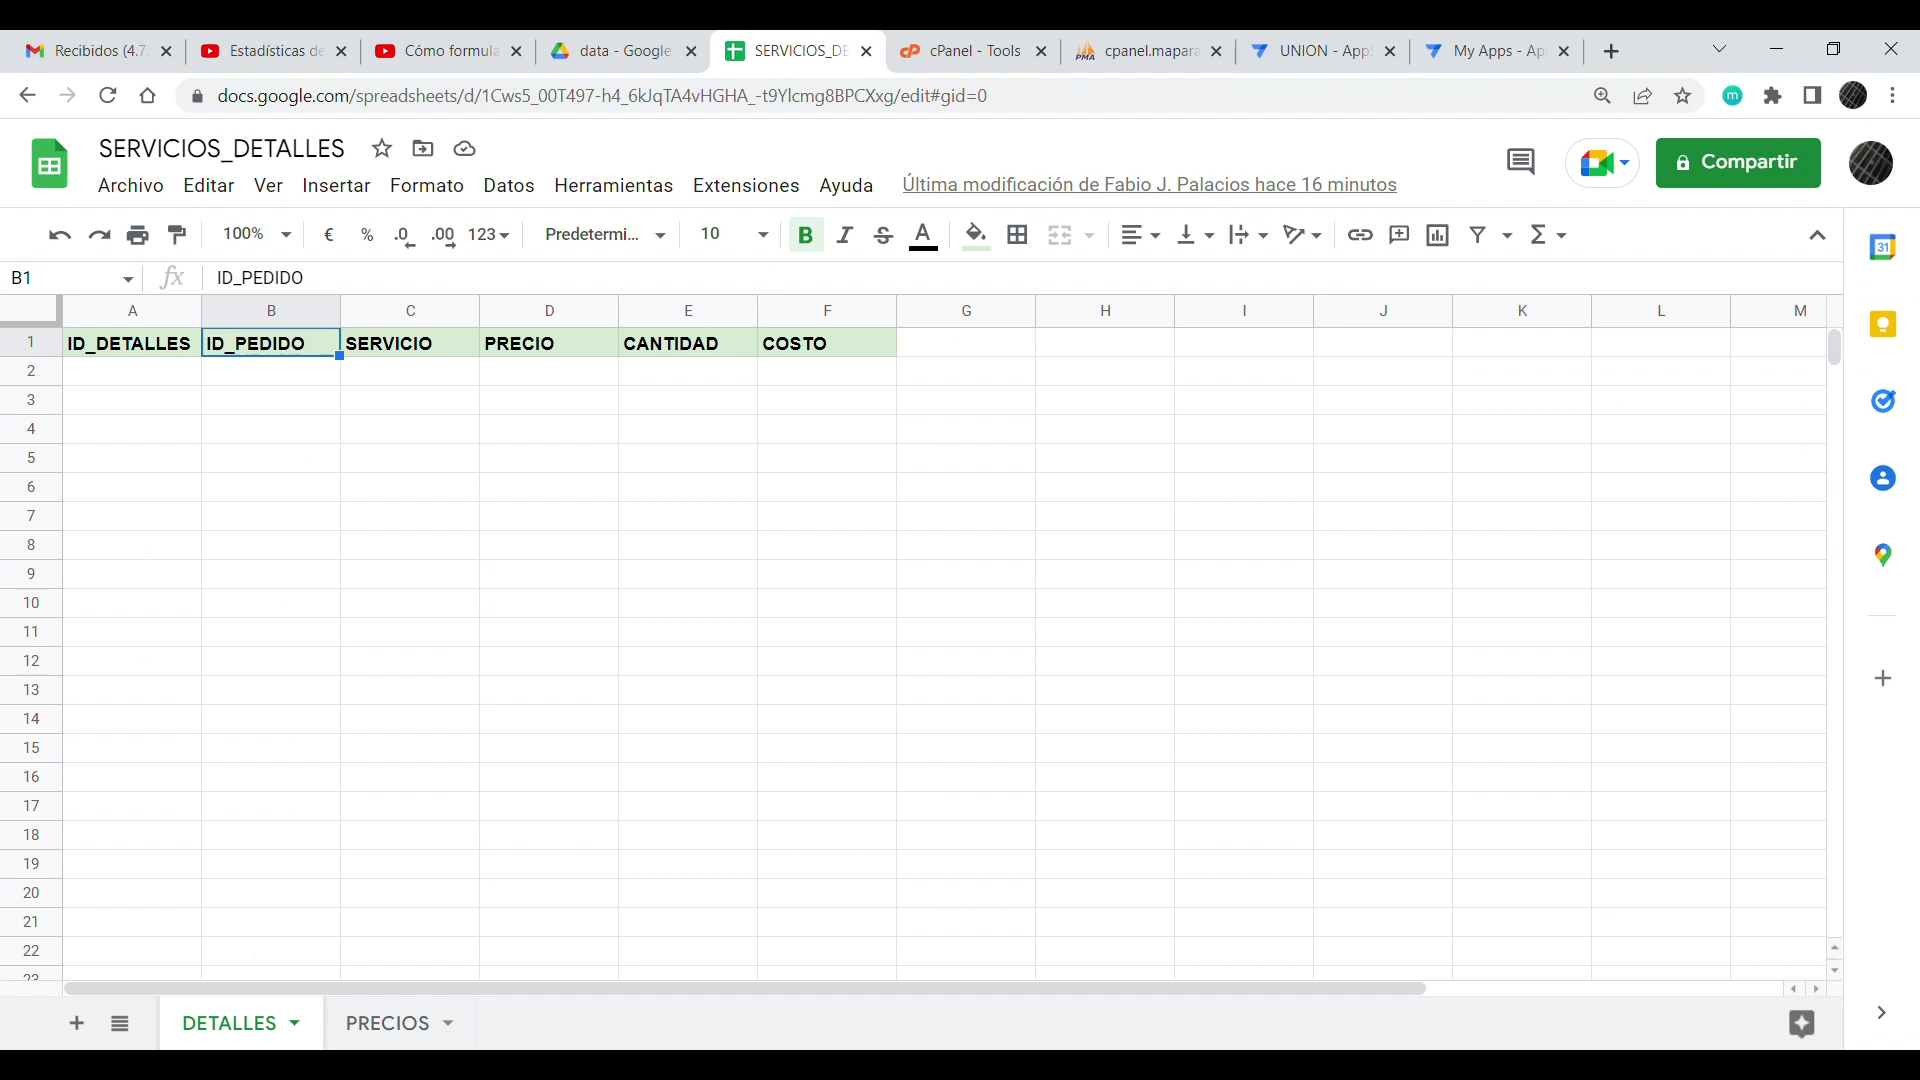 Recibidos (4.7
Estadísticas de
Cómo formula
data - Google
SERVICIOS_DE
cPanel - Tools
cpanel.mapara
UNION - App
My Apps - Ap
docs.google.com/spreadsheets/d/1Cws5_00T497-h4_6kJqTA4vHGHA_-t9Ylcmg8BPCXxg/edit#gid=0
m
SERVICIOS_DETALLES
Archivo Editar Ver Insertar Formato Datos Herramientas Extensiones Ayuda Última modificación de Fabio J. Palacios hace 16 minutos
Compartir
100% € % .0 .00 123 Predetermi... 10 B I S A
31
B1 fx ID_PEDIDO
A B C D E F G H I J K L M
1 ID_DETALLES ID_PEDIDO SERVICIO PRECIO CANTIDAD COSTO
2
3
4
5
6
7
8
9
10
11
12
13
14
15
16
17
18
19
20
21
22
23
DETALLES PRECIOS